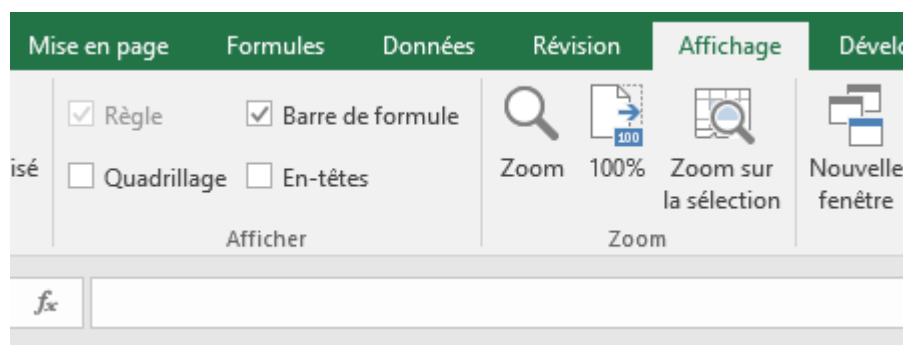 Mise en page Formules Données Révision Affichage Dévelo
Règle Barre de formule
isé Quadrillage En-têtes
Zoom 100% Zoom sur la sélection Nouvelle fenêtre
100
Afficher Zoom
fx